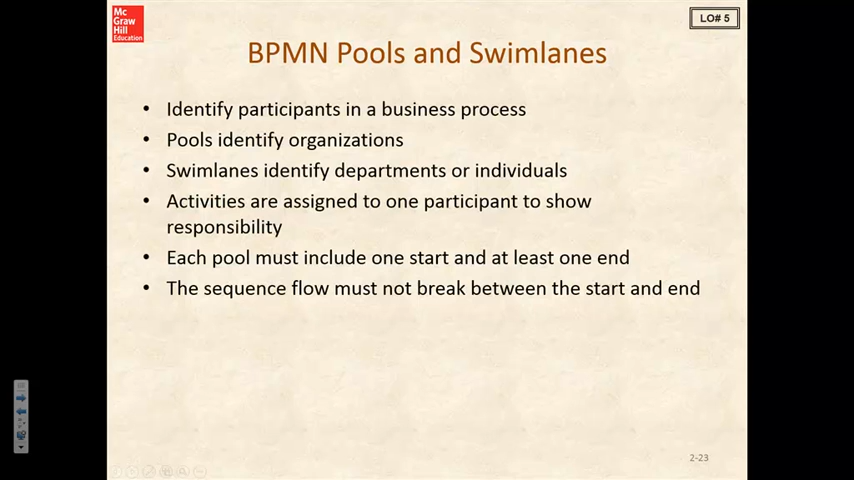 Mc
Graw
Hill
Education
LO# 5
BPMN Pools and Swimlanes
• Identify participants in a business process
• Pools identify organizations
• Swimlanes identify departments or individuals
• Activities are assigned to one participant to show
responsibility
• Each pool must include one start and at least one end
• The sequence flow must not break between the start and end
2-23